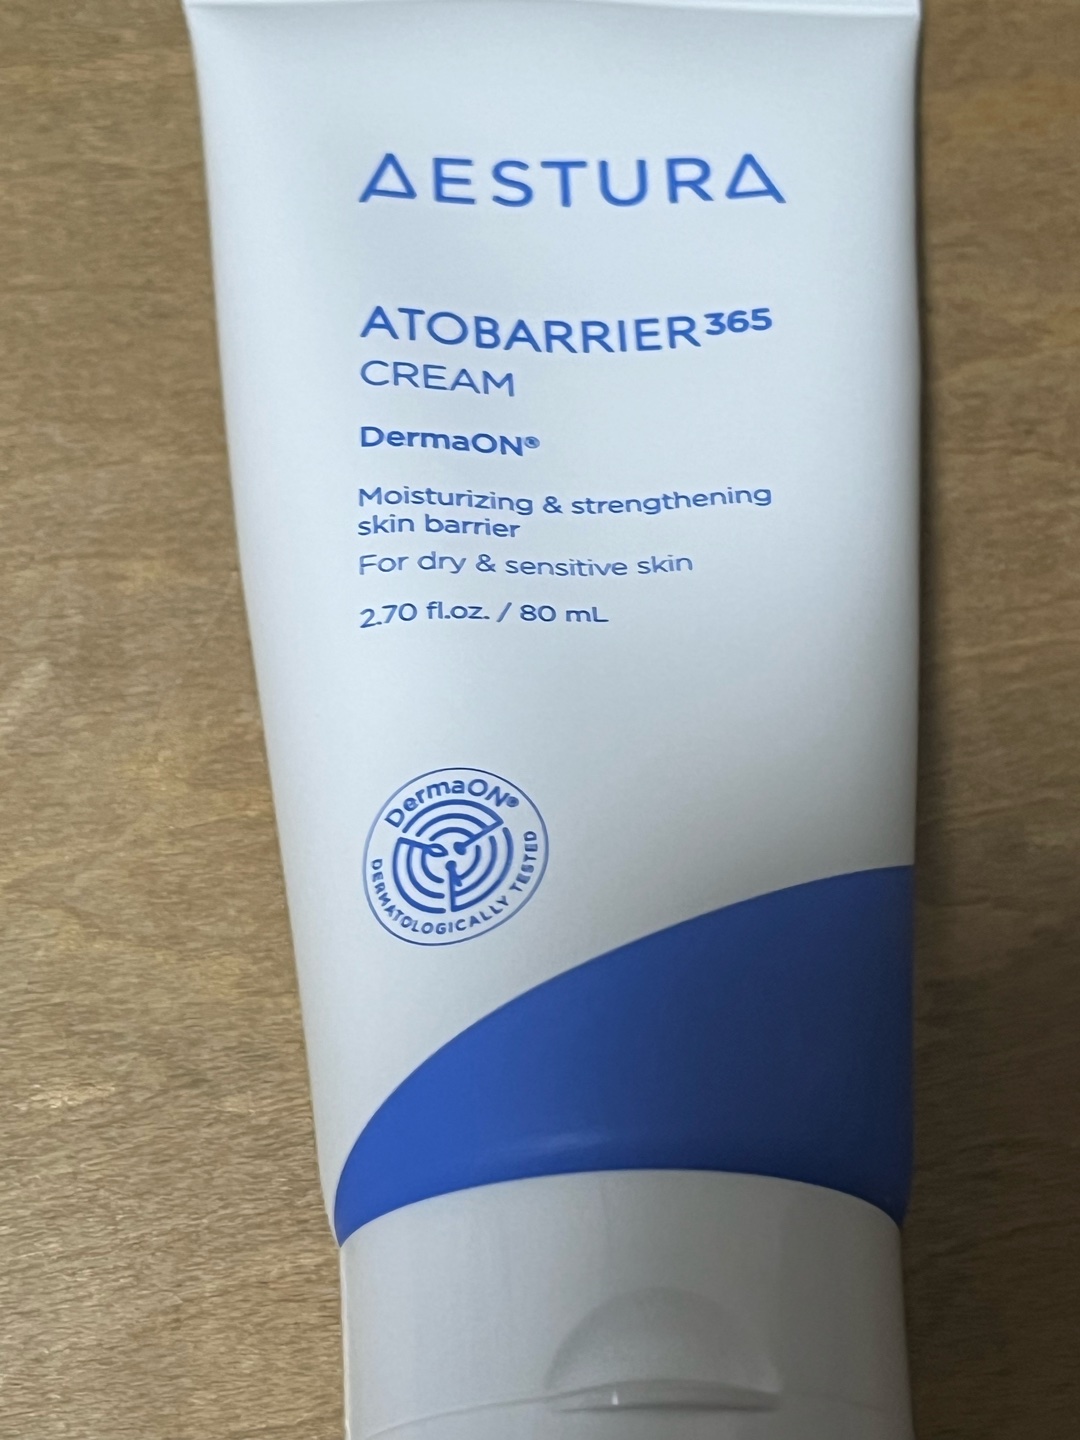 AESTURA
ATOBARRIER³⁶⁵
CREAM
DermaON®
Moisturizing & strengthening
skin barrier
For dry & sensitive skin
2.70 fl.oz. / 80 mL
DermaON®
DERMATOLOGICALLY TESTED